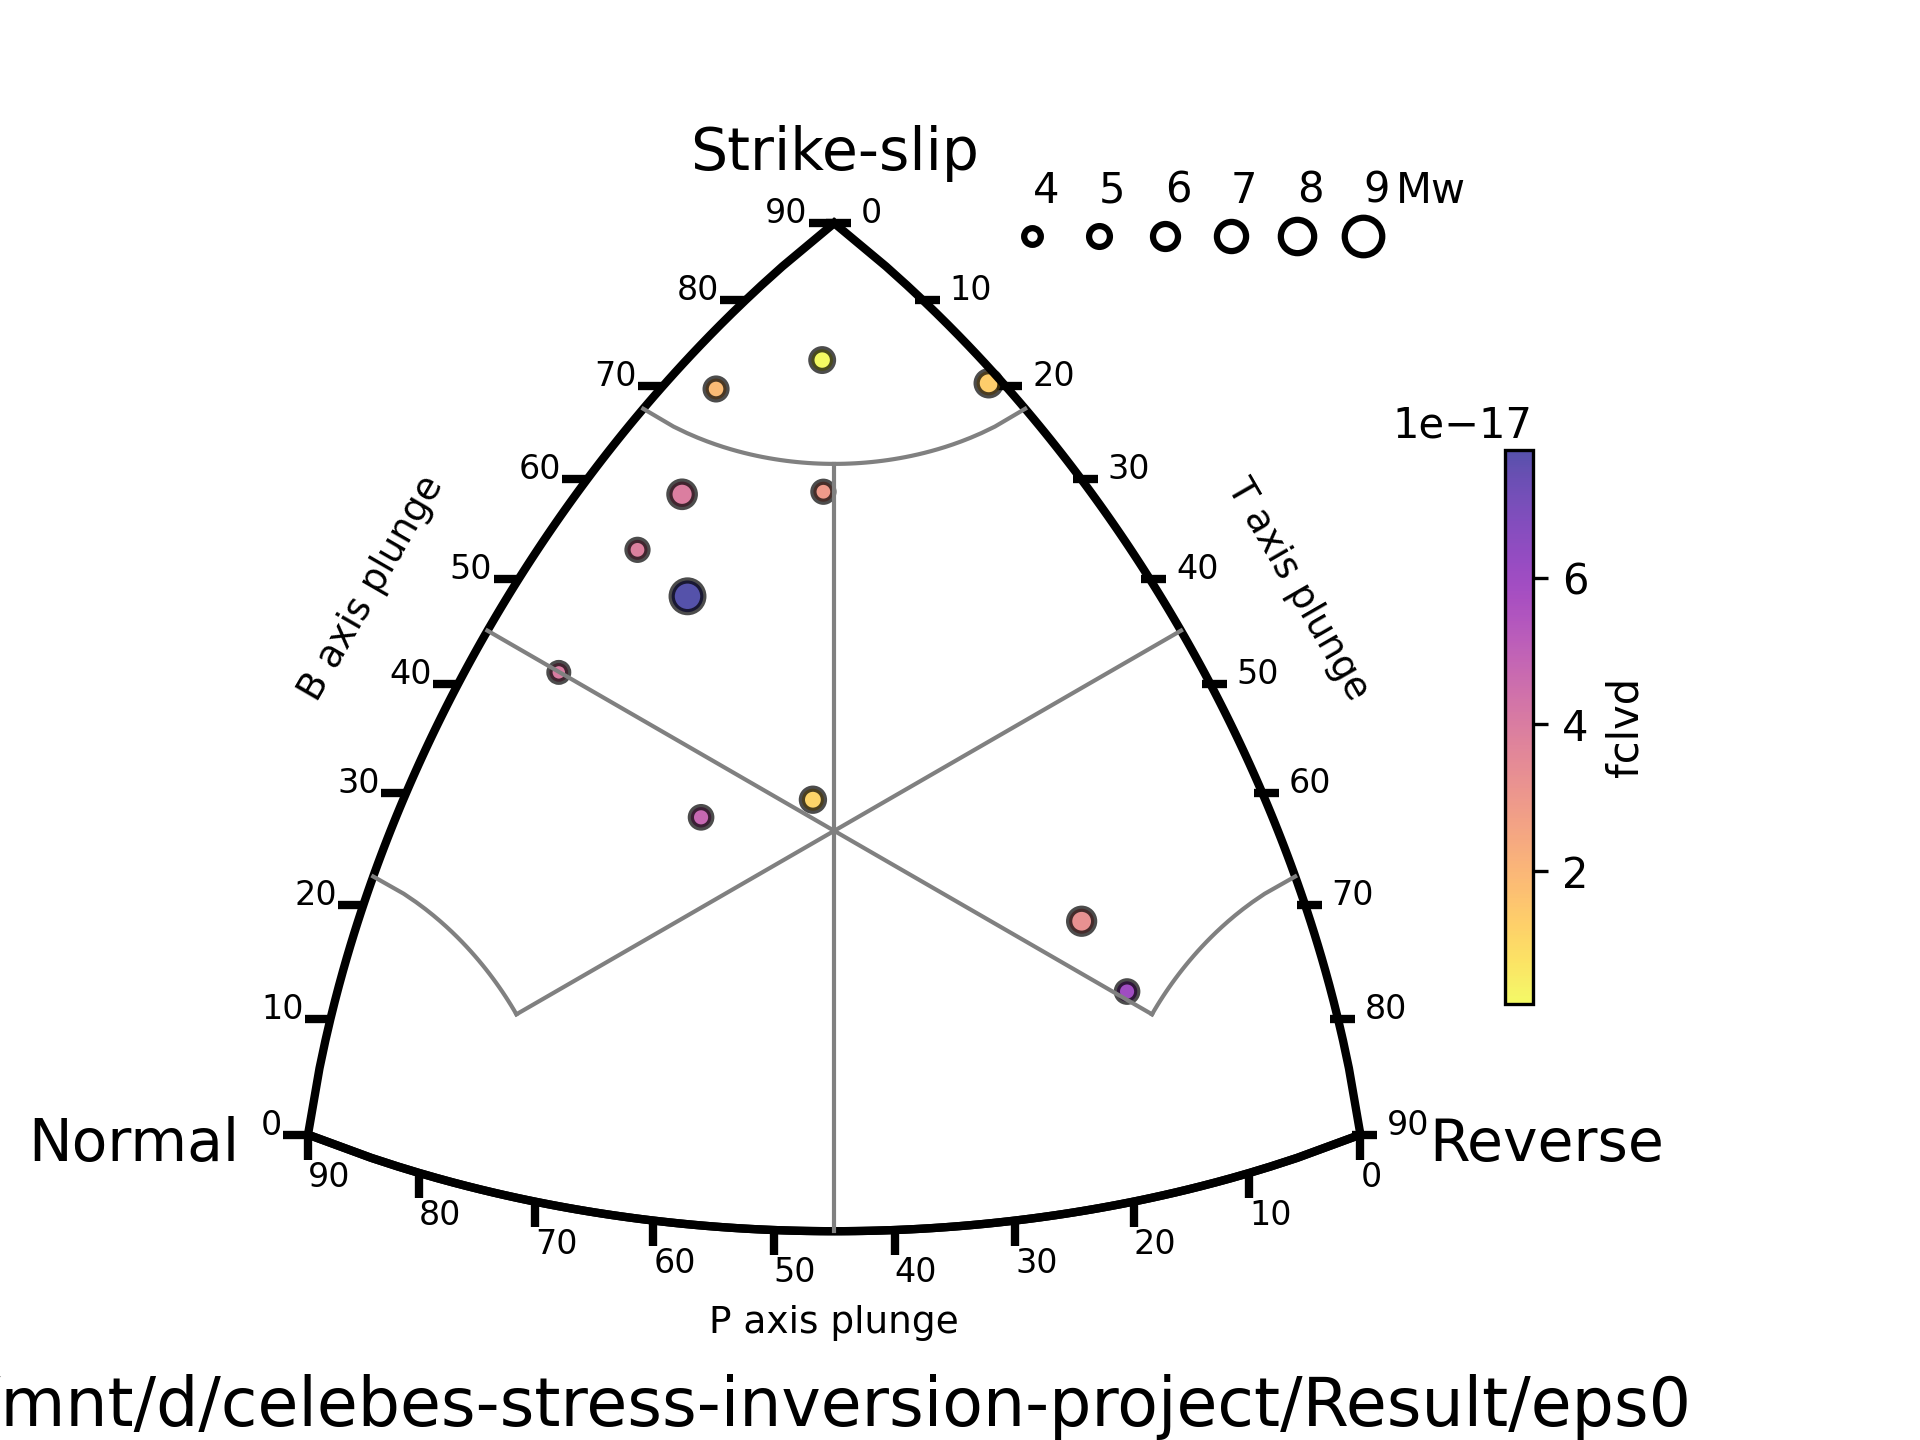 Strike-slip
4 5 6 7 8 9 Mw
90 0
80 10
70 20
60 30
50 40
40 50
30 60
20 70
10 80
0 90
B axis plunge
T axis plunge
1e−17
6
4
2
fclvd
Normal
Reverse
90 80 70 60 50 40 30 20 10 0
P axis plunge
/mnt/d/celebes-stress-inversion-project/Result/eps0